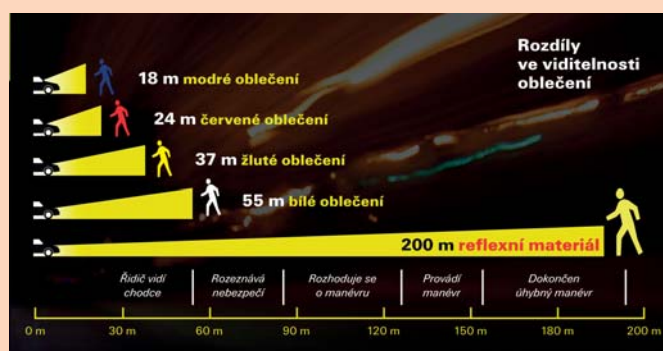 Rozdíly
ve viditelnosti
oblečení
18 m modré oblečení
24 m červené oblečení
37 m žluté oblečení
55 m bílé oblečení
200 m reflexní materiál
Řidič vidí
chodce
Rozeznává
nebezpečí
Rozhoduje se
o manévru
Provádí
manévr
Dokončen
úhybný manévr
0 m 30 m 60 m 90 m 120 m 150 m 180 m 200 m